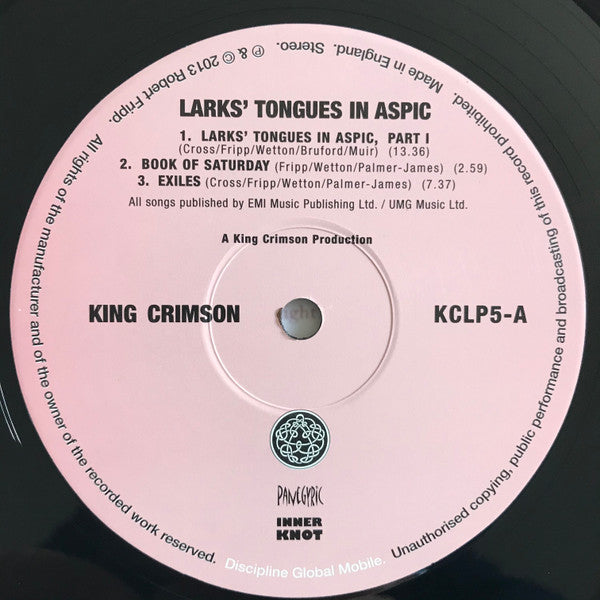 LARKS' TONGUES IN ASPIC
1. LARKS' TONGUES IN ASPIC, PART I
(Cross/Fripp/Wetton/Bruford/Muir) (13.36)
2. BOOK OF SATURDAY (Fripp/Wetton/Palmer-James) (2.59)
3. EXILES (Cross/Fripp/Wetton/Palmer-James) (7.37)
All songs published by EMI Music Publishing Ltd. / UMG Music Ltd.
A King Crimson Production
KING CRIMSON
KCLP5-A
PANEGYRIC
INNER
KNOT
All rights of the manufacturer and of the owner of the recorded work reserved.
Discipline Global Mobile.
Unauthorised copying, public performance and broadcasting of this record prohibited.
Made in England. Stereo. ℗ & © 2013 Robert Fripp.